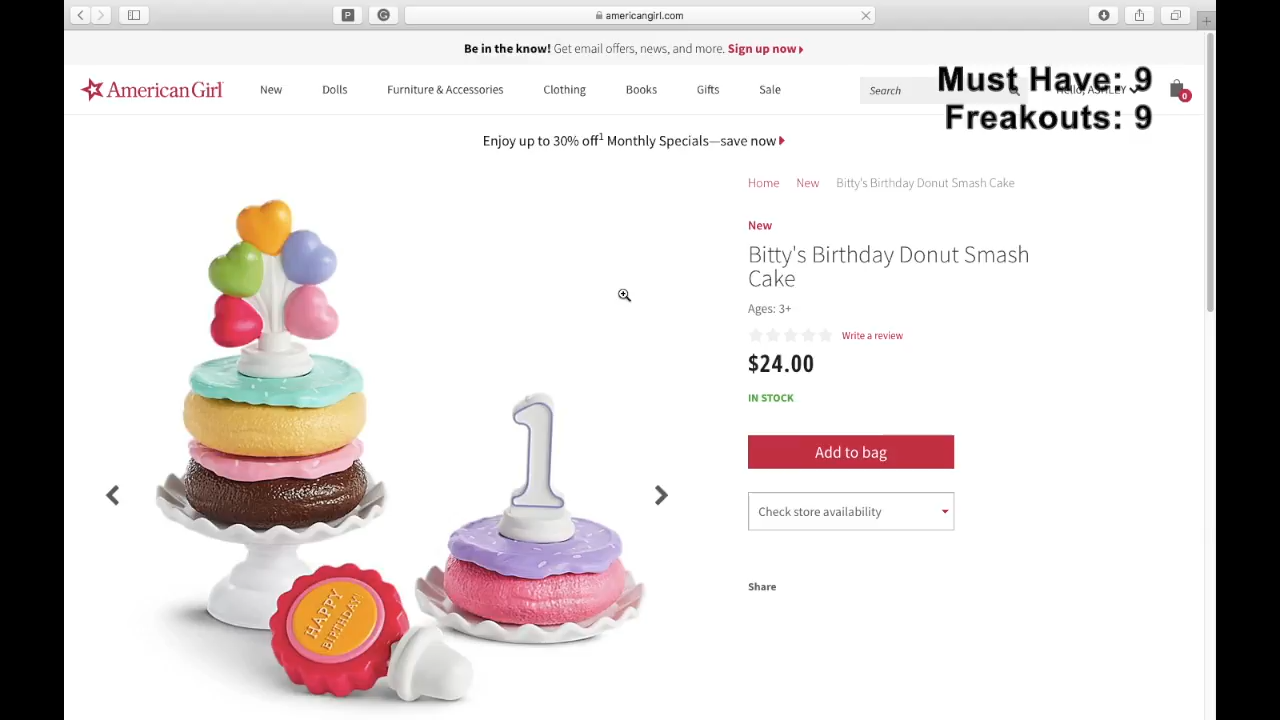 P
americangirl.com
Be in the know! Get email offers, news, and more. Sign up now
American Girl
New
Dolls
Furniture & Accessories
Clothing
Books
Gifts
Sale
Search
Hello, ASHLEY
0
Must Have: 9
Freakouts: 9
Enjoy up to 30% off¹ Monthly Specials—save now
Home New Bitty's Birthday Donut Smash Cake
New
Bitty's Birthday Donut Smash
Cake
Ages: 3+
Write a review
$24.00
IN STOCK
Add to bag
Check store availability
Share
1
HAPPY
BIRTHDAY